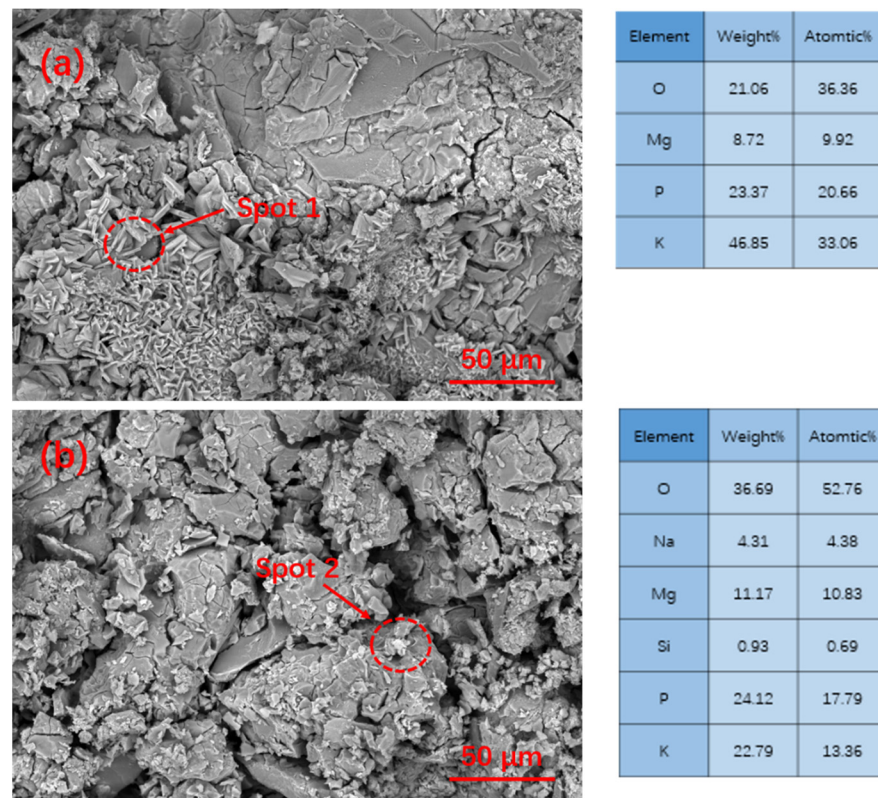 (a)
Spot 1
50 μm
Element Weight% Atomtic%
O 21.06 36.36
Mg 8.72 9.92
P 23.37 20.66
K 46.85 33.06
(b)
Spot 2
50 μm
Element Weight% Atomtic%
O 36.69 52.76
Na 4.31 4.38
Mg 11.17 10.83
Si 0.93 0.69
P 24.12 17.79
K 22.79 13.36